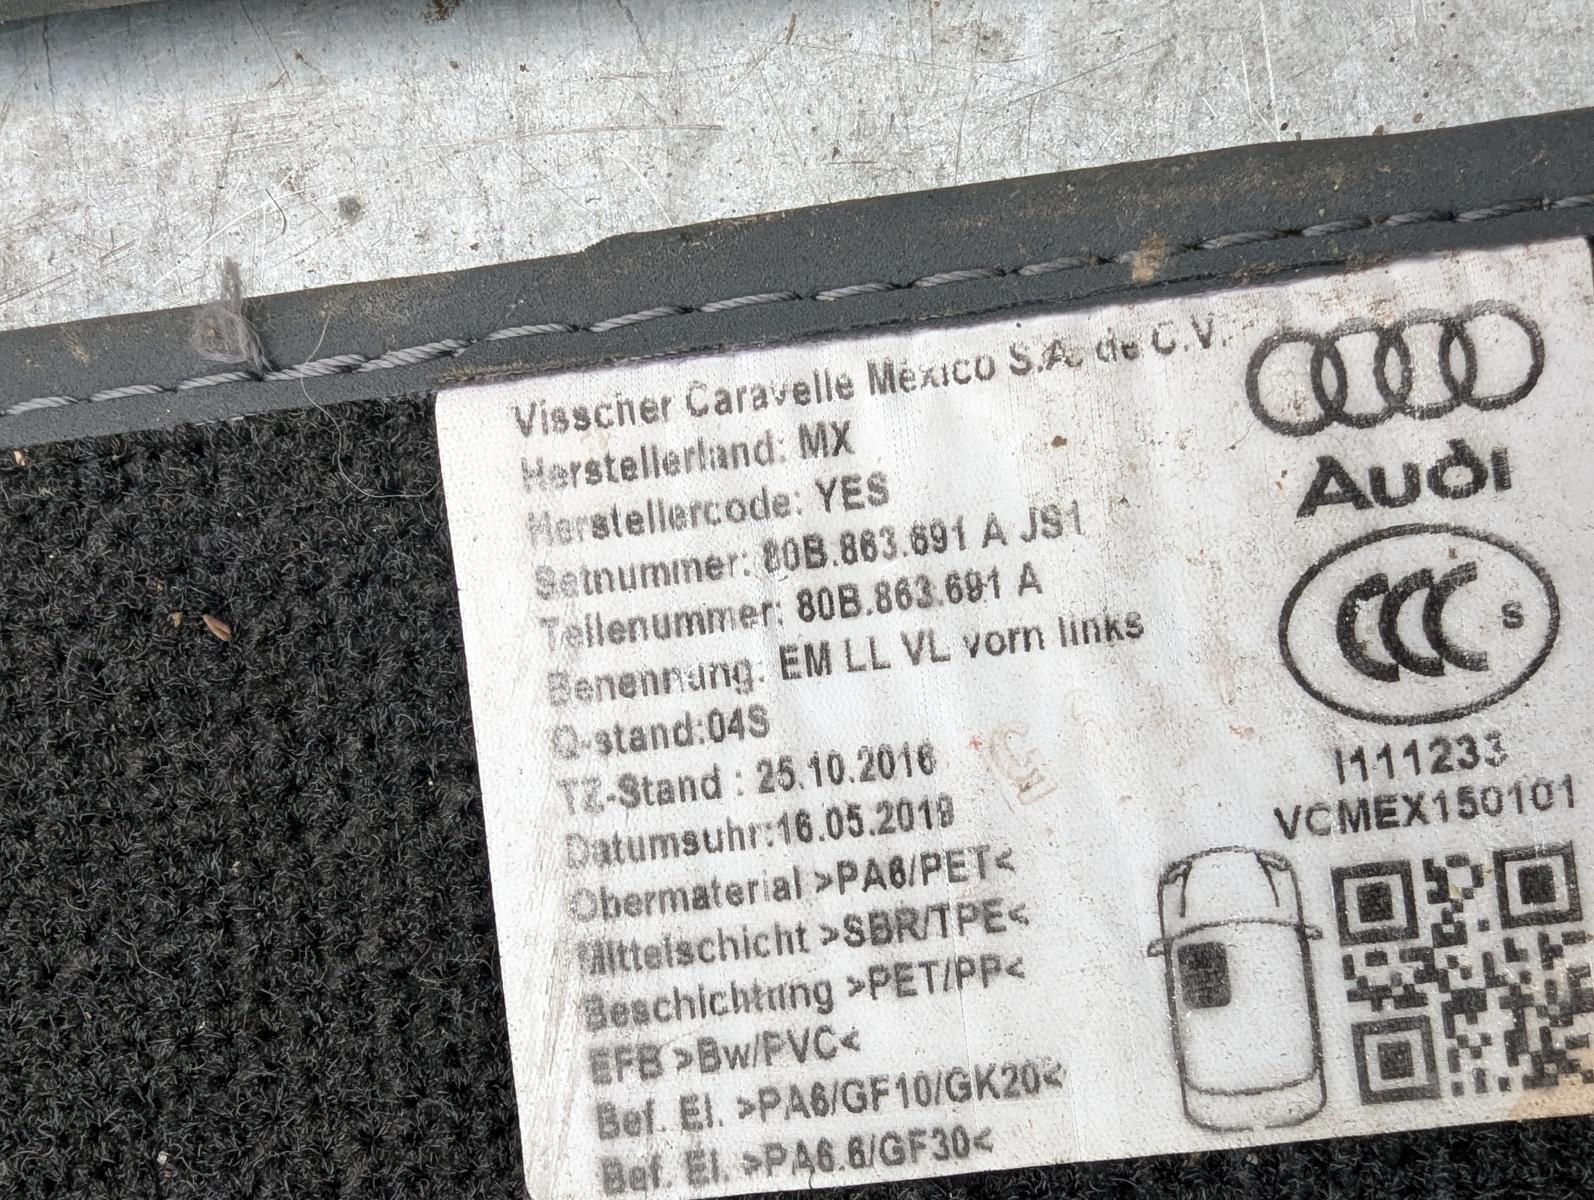 Visscher Caravelle México S.A. de C.V.
Herstellerland: MX
Herstellercode: YES
Setnummer: 80B.863.691 A JS1
Teilenummer: 80B.863.691 A
Benennung: EM LL VL vorn links
Q-stand:04S
TZ-Stand : 25.10.2016
Datumsuhr:16.05.2019
Obermaterial >PA6/PET<
Mittelschicht >SBR/TPE<
Beschichtung >PET/PP<
EFB >Bw/PVC<
Bef. El. >PA6/GF10/GK20<
Bef. El. >PA6.6/GF30<
Audi
CCC S
I111233
VCMEX150101